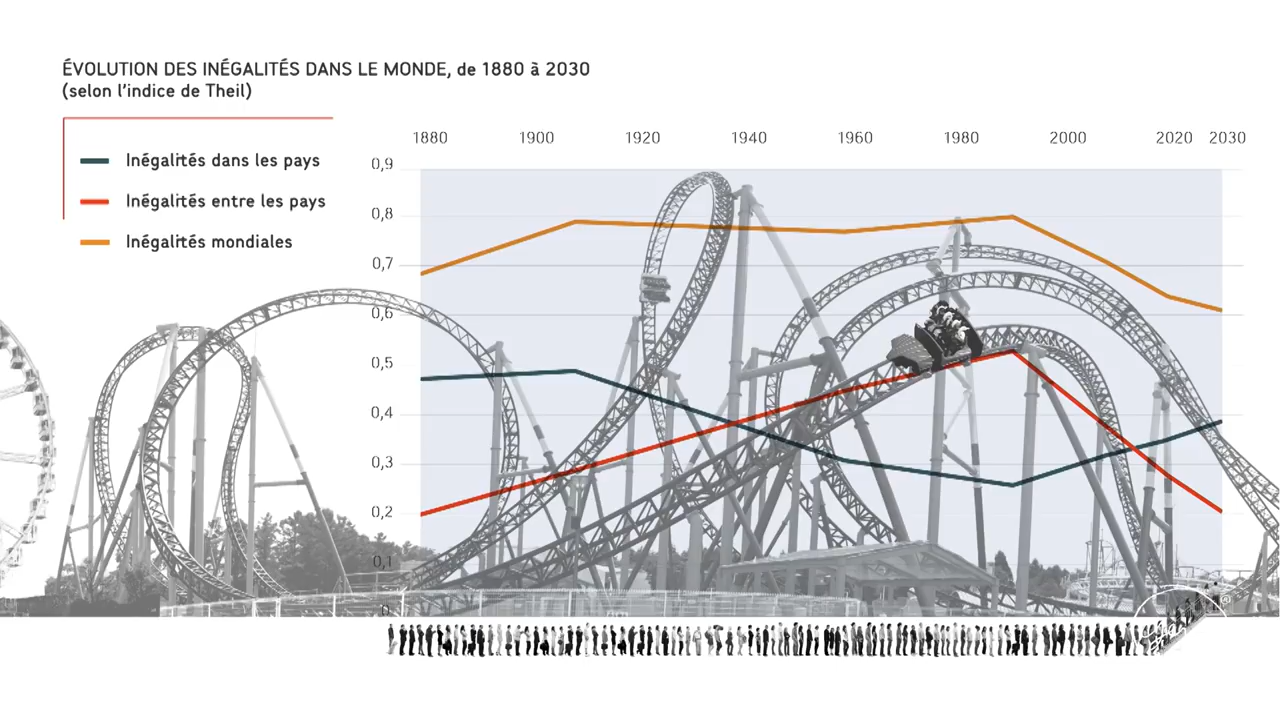 ÉVOLUTION DES INÉGALITÉS DANS LE MONDE, de 1880 à 2030
(selon l'indice de Theil)
Inégalités dans les pays
Inégalités entre les pays
Inégalités mondiales
1880 1900 1920 1940 1960 1980 2000 2020 2030
0,9
0,8
0,7
0,6
0,5
0,4
0,3
0,2
0,1
0